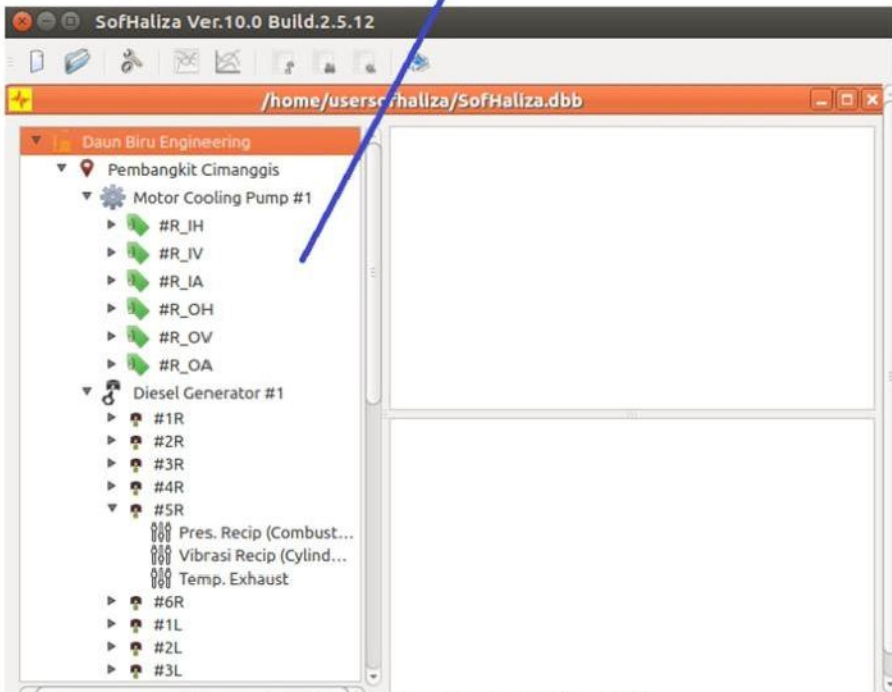 SofHaliza Ver.10.0 Build.2.5.12
/home/usersofhaliza/SofHaliza.dbb
Daun Biru Engineering
Pembangkit Cimanggis
Motor Cooling Pump #1
#R_IH
#R_IV
#R_IA
#R_OH
#R_OV
#R_OA
Diesel Generator #1
#1R
#2R
#3R
#4R
#5R
Pres. Recip (Combust...
Vibrasi Recip (Cylind...
Temp. Exhaust
#6R
#1L
#2L
#3L